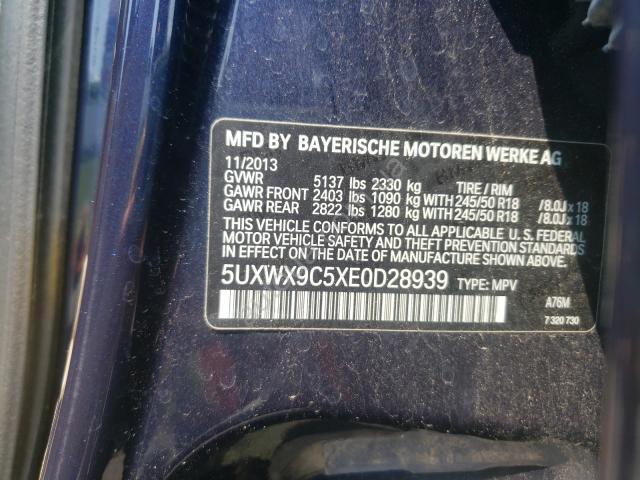 MFD BY BAYERISCHE MOTOREN WERKE AG
11/2013
GVWR 5137 lbs 2330 kg TIRE / RIM
GAWR FRONT 2403 lbs 1090 kg WITH 245/50 R18 /8.0J x 18
GAWR REAR 2822 lbs 1280 kg WITH 245/50 R18 /8.0J x 18
THIS VEHICLE CONFORMS TO ALL APPLICABLE U. S. FEDERAL
MOTOR VEHICLE SAFETY AND THEFT PREVENTION STANDARDS
IN EFFECT ON THE DATE OF MANUFACTURE SHOWN ABOVE.
5UXWX9C5XE0D28939 TYPE: MPV
A76M
7 320 730